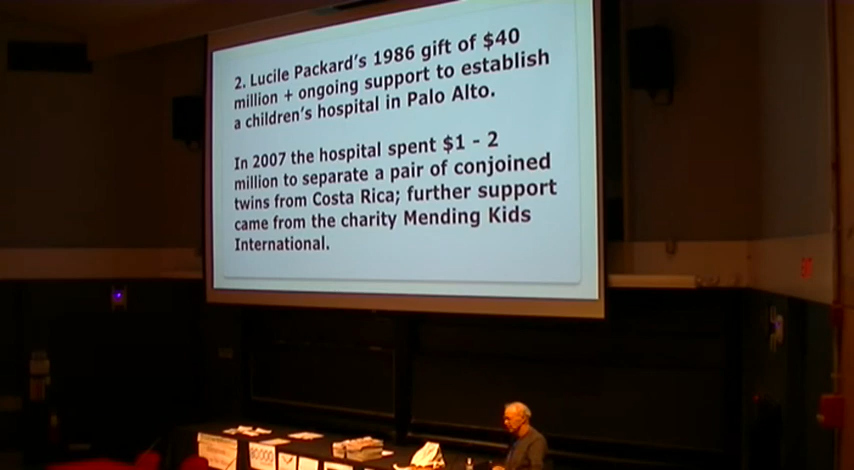 2. Lucile Packard's 1986 gift of $40
million + ongoing support to establish
a children's hospital in Palo Alto.
In 2007 the hospital spent $1 - 2
million to separate a pair of conjoined
twins from Costa Rica; further support
came from the charity Mending Kids
International.
80000